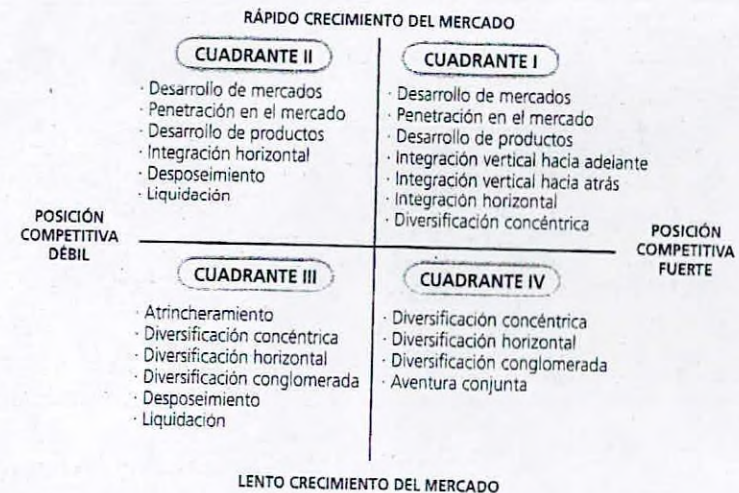 RÁPIDO CRECIMIENTO DEL MERCADO
CUADRANTE II
· Desarrollo de mercados
· Penetración en el mercado
· Desarrollo de productos
· Integración horizontal
· Desposeimiento
· Liquidación
CUADRANTE I
· Desarrollo de mercados
· Penetración en el mercado
· Desarrollo de productos
· Integración vertical hacia adelante
· Integración vertical hacia atrás
· Integración horizontal
· Diversificación concéntrica
POSICIÓN
COMPETITIVA
DÉBIL
POSICIÓN
COMPETITIVA
FUERTE
CUADRANTE III
· Atrincheramiento
· Diversificación concéntrica
· Diversificación horizontal
· Diversificación conglomerada
· Desposeimiento
· Liquidación
CUADRANTE IV
· Diversificación concéntrica
· Diversificación horizontal
· Diversificación conglomerada
· Aventura conjunta
LENTO CRECIMIENTO DEL MERCADO